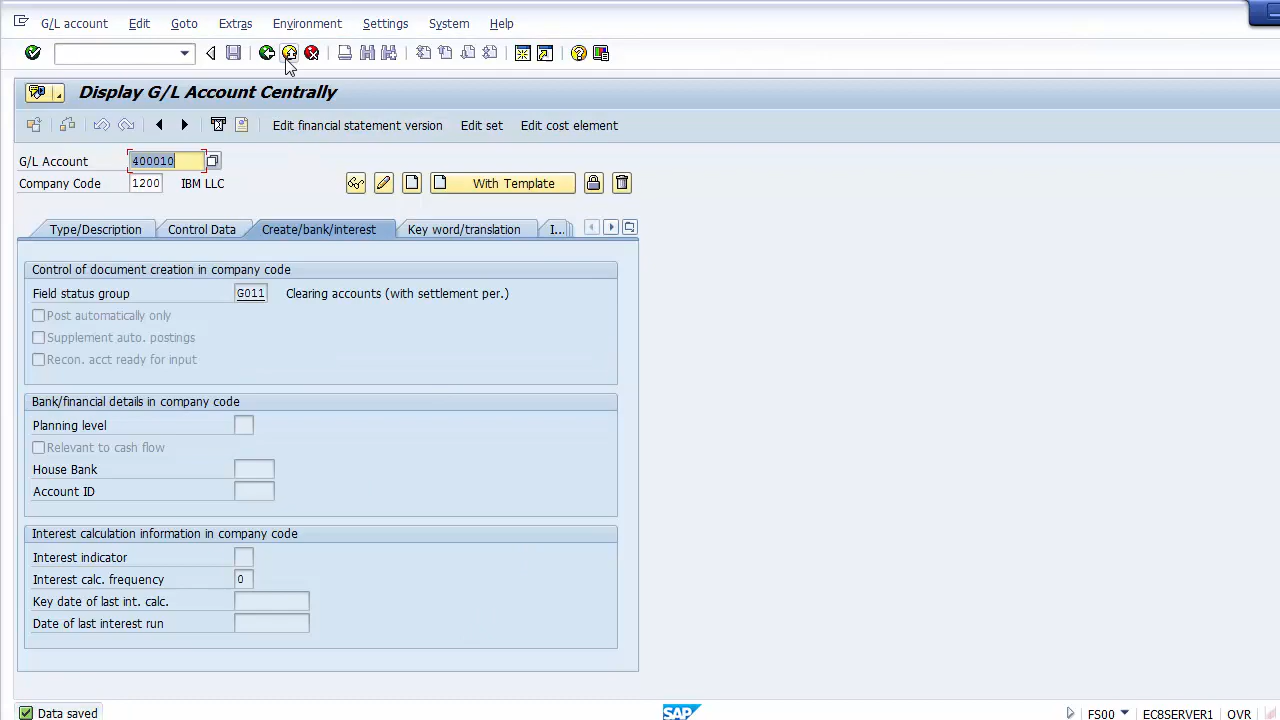 G/L account Edit Goto Extras Environment Settings System Help
Display G/L Account Centrally
Edit financial statement version Edit set Edit cost element
G/L Account 400010
Company Code 1200 IBM LLC With Template
Type/Description Control Data Create/bank/interest Key word/translation I...
Control of document creation in company code
Field status group G011 Clearing accounts (with settlement per.)
Post automatically only
Supplement auto. postings
Recon. acct ready for input
Bank/financial details in company code
Planning level
Relevant to cash flow
House Bank
Account ID
Interest calculation information in company code
Interest indicator
Interest calc. frequency 0
Key date of last int. calc.
Date of last interest run
Data saved SAP FS00 EC8SERVER1 OVR